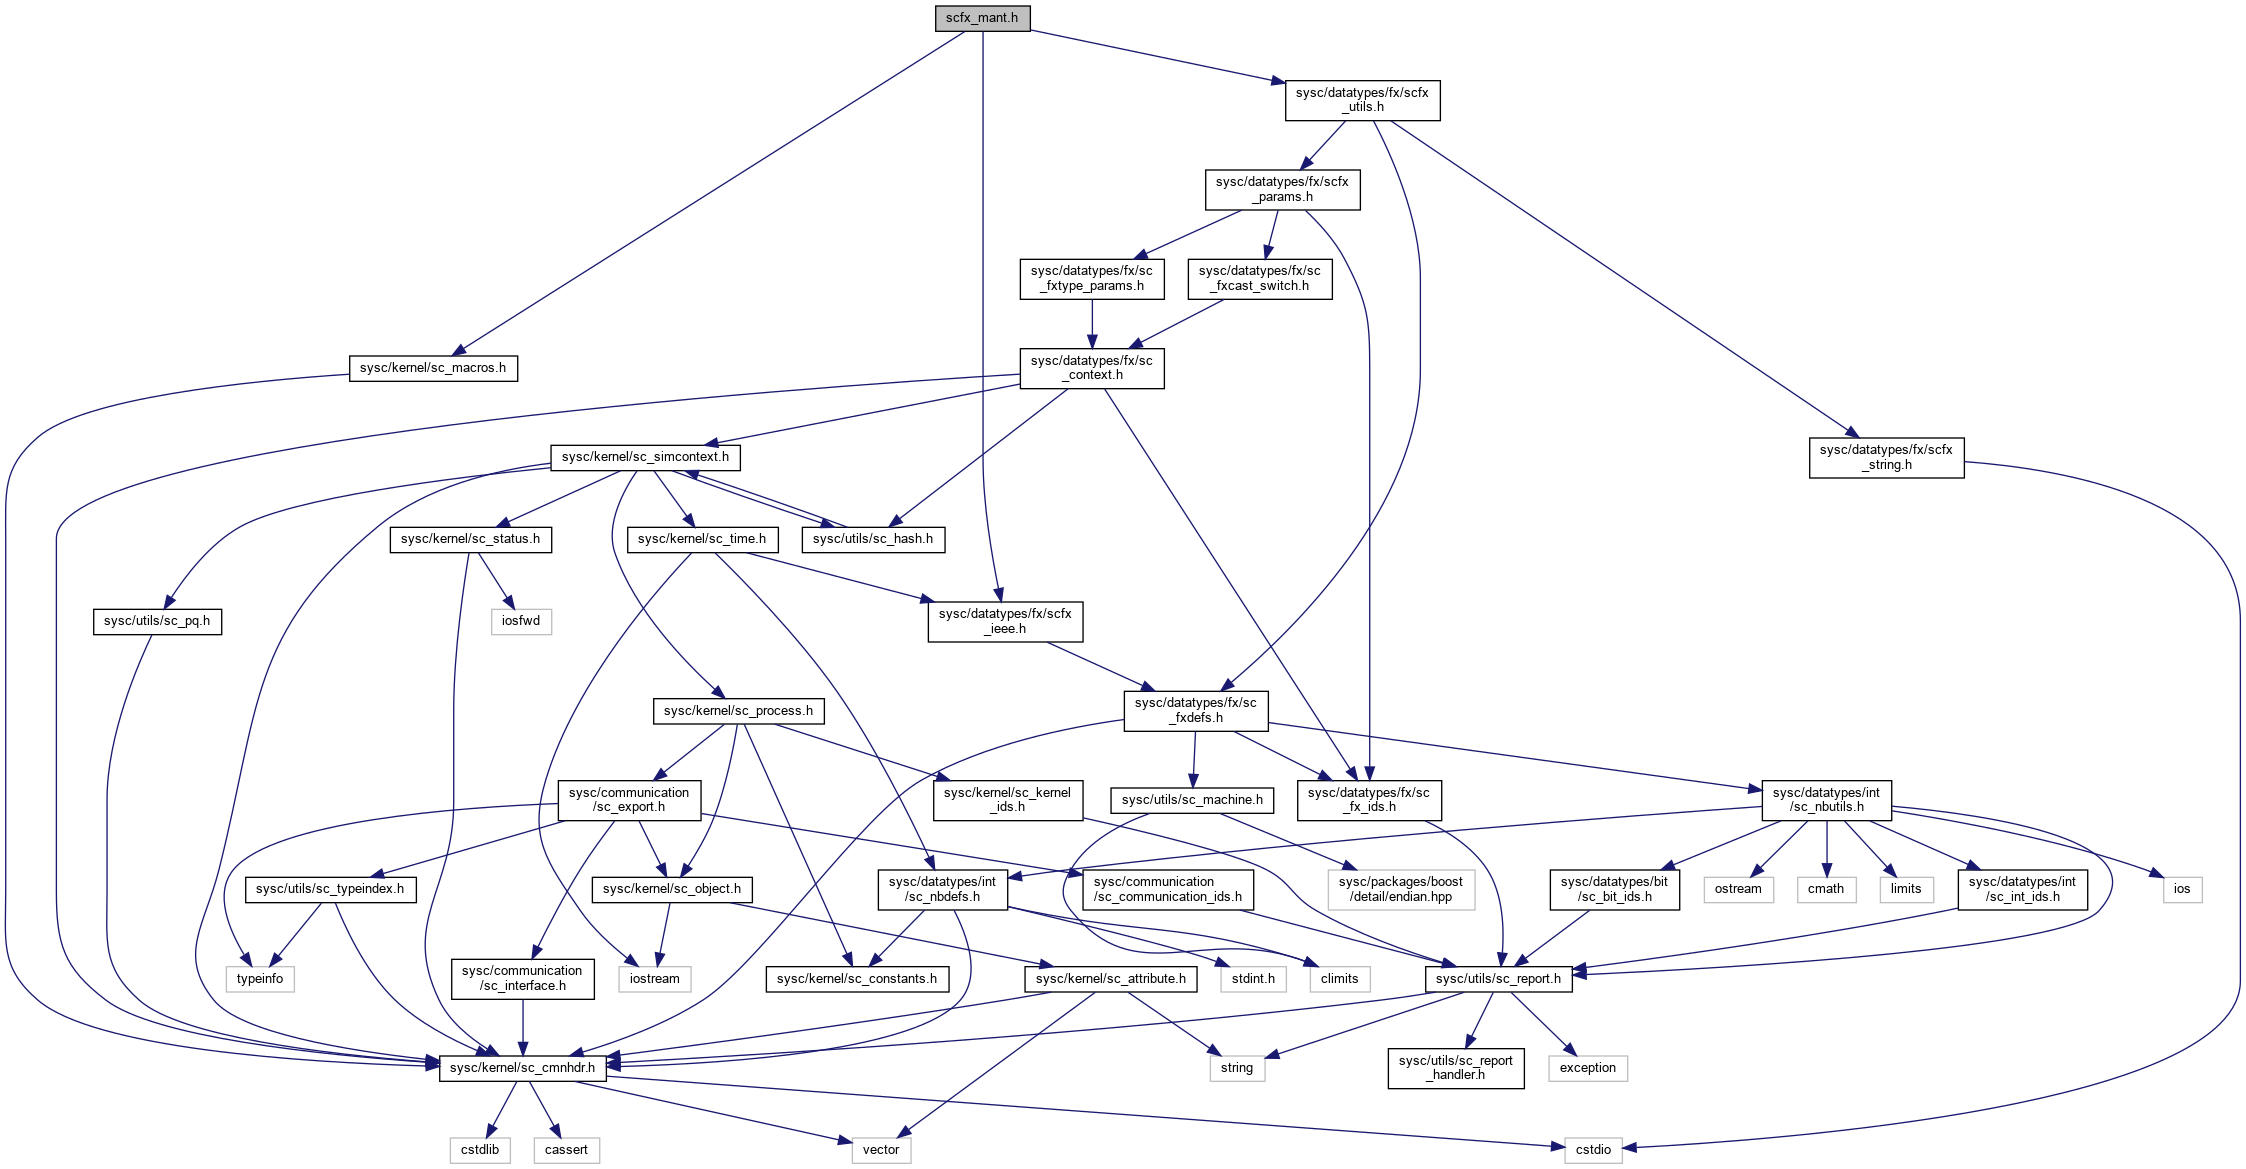 scfx_mant.h
sysc/datatypes/fx/scfx
_utils.h
sysc/datatypes/fx/scfx
_params.h
sysc/datatypes/fx/sc
_fxtype_params.h
sysc/datatypes/fx/sc
_fxcast_switch.h
sysc/kernel/sc_macros.h
sysc/datatypes/fx/sc
_context.h
sysc/kernel/sc_simcontext.h
sysc/datatypes/fx/scfx
_string.h
sysc/kernel/sc_status.h
sysc/kernel/sc_time.h
sysc/utils/sc_hash.h
sysc/utils/sc_pq.h
iosfwd
sysc/datatypes/fx/scfx
_ieee.h
sysc/kernel/sc_process.h
sysc/datatypes/fx/sc
_fxdefs.h
sysc/communication
/sc_export.h
sysc/kernel/sc_kernel
_ids.h
sysc/utils/sc_machine.h
sysc/datatypes/fx/sc
_fx_ids.h
sysc/datatypes/int
/sc_nbutils.h
sysc/utils/sc_typeindex.h
sysc/kernel/sc_object.h
sysc/datatypes/int
/sc_nbdefs.h
sysc/communication
/sc_communication_ids.h
sysc/packages/boost
/detail/endian.hpp
sysc/datatypes/bit
/sc_bit_ids.h
ostream
cmath
limits
sysc/datatypes/int
/sc_int_ids.h
ios
typeinfo
sysc/communication
/sc_interface.h
iostream
sysc/kernel/sc_constants.h
sysc/kernel/sc_attribute.h
stdint.h
climits
sysc/utils/sc_report.h
sysc/kernel/sc_cmnhdr.h
string
sysc/utils/sc_report
_handler.h
exception
cstdlib
cassert
vector
cstdio